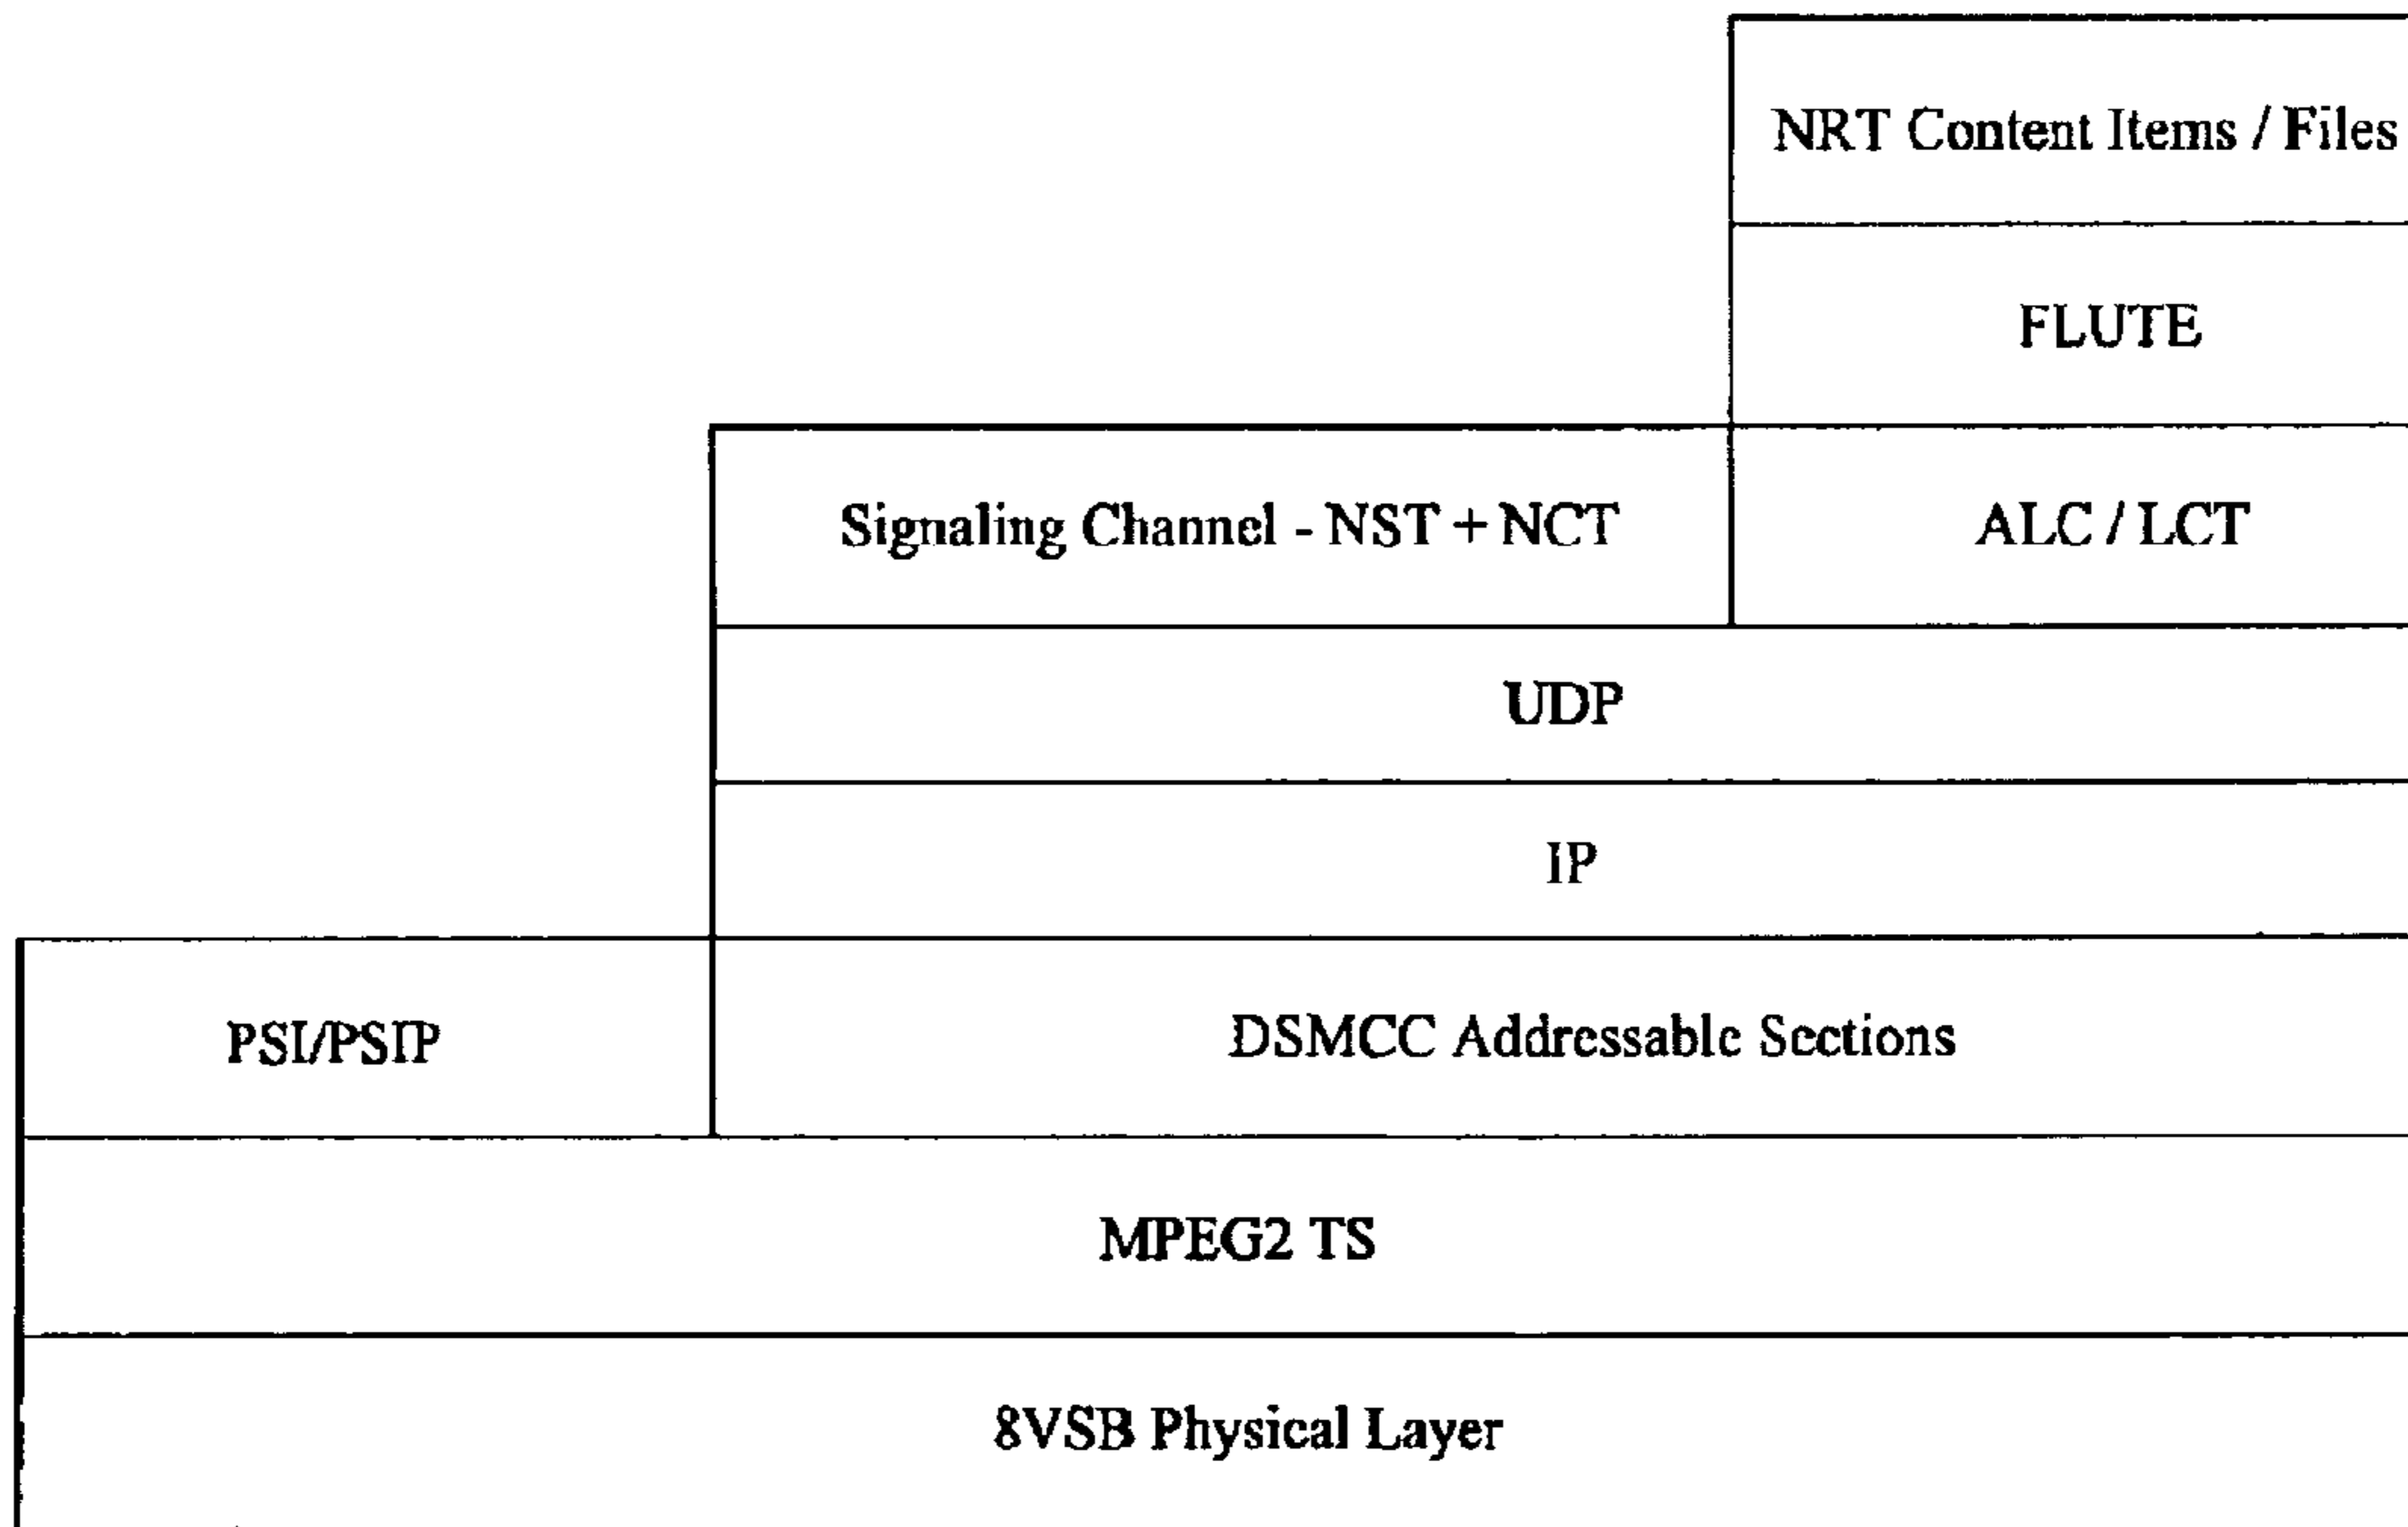 NRT Content Items / Files
FLUTE
Signaling Channel - NST + NCT
ALC / LCT
UDP
IP
PSI/PSIP
DSMCC Addressable Sections
MPEG2 TS
8VSB Physical Layer